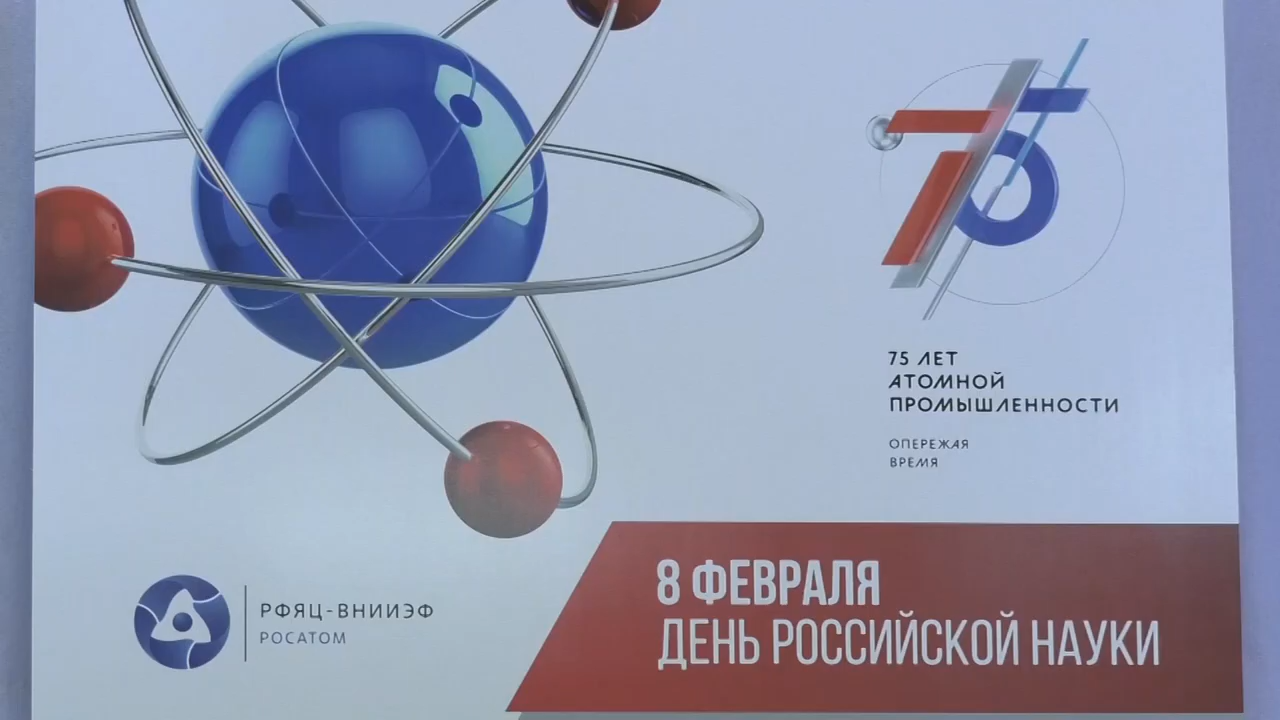 75
75 ЛЕТ
АТОМНОЙ
ПРОМЫШЛЕННОСТИ
ОПЕРЕЖАЯ
ВРЕМЯ
РФЯЦ-ВНИИЭФ
РОСАТОМ
8 ФЕВРАЛЯ
ДЕНЬ РОССИЙСКОЙ НАУКИ